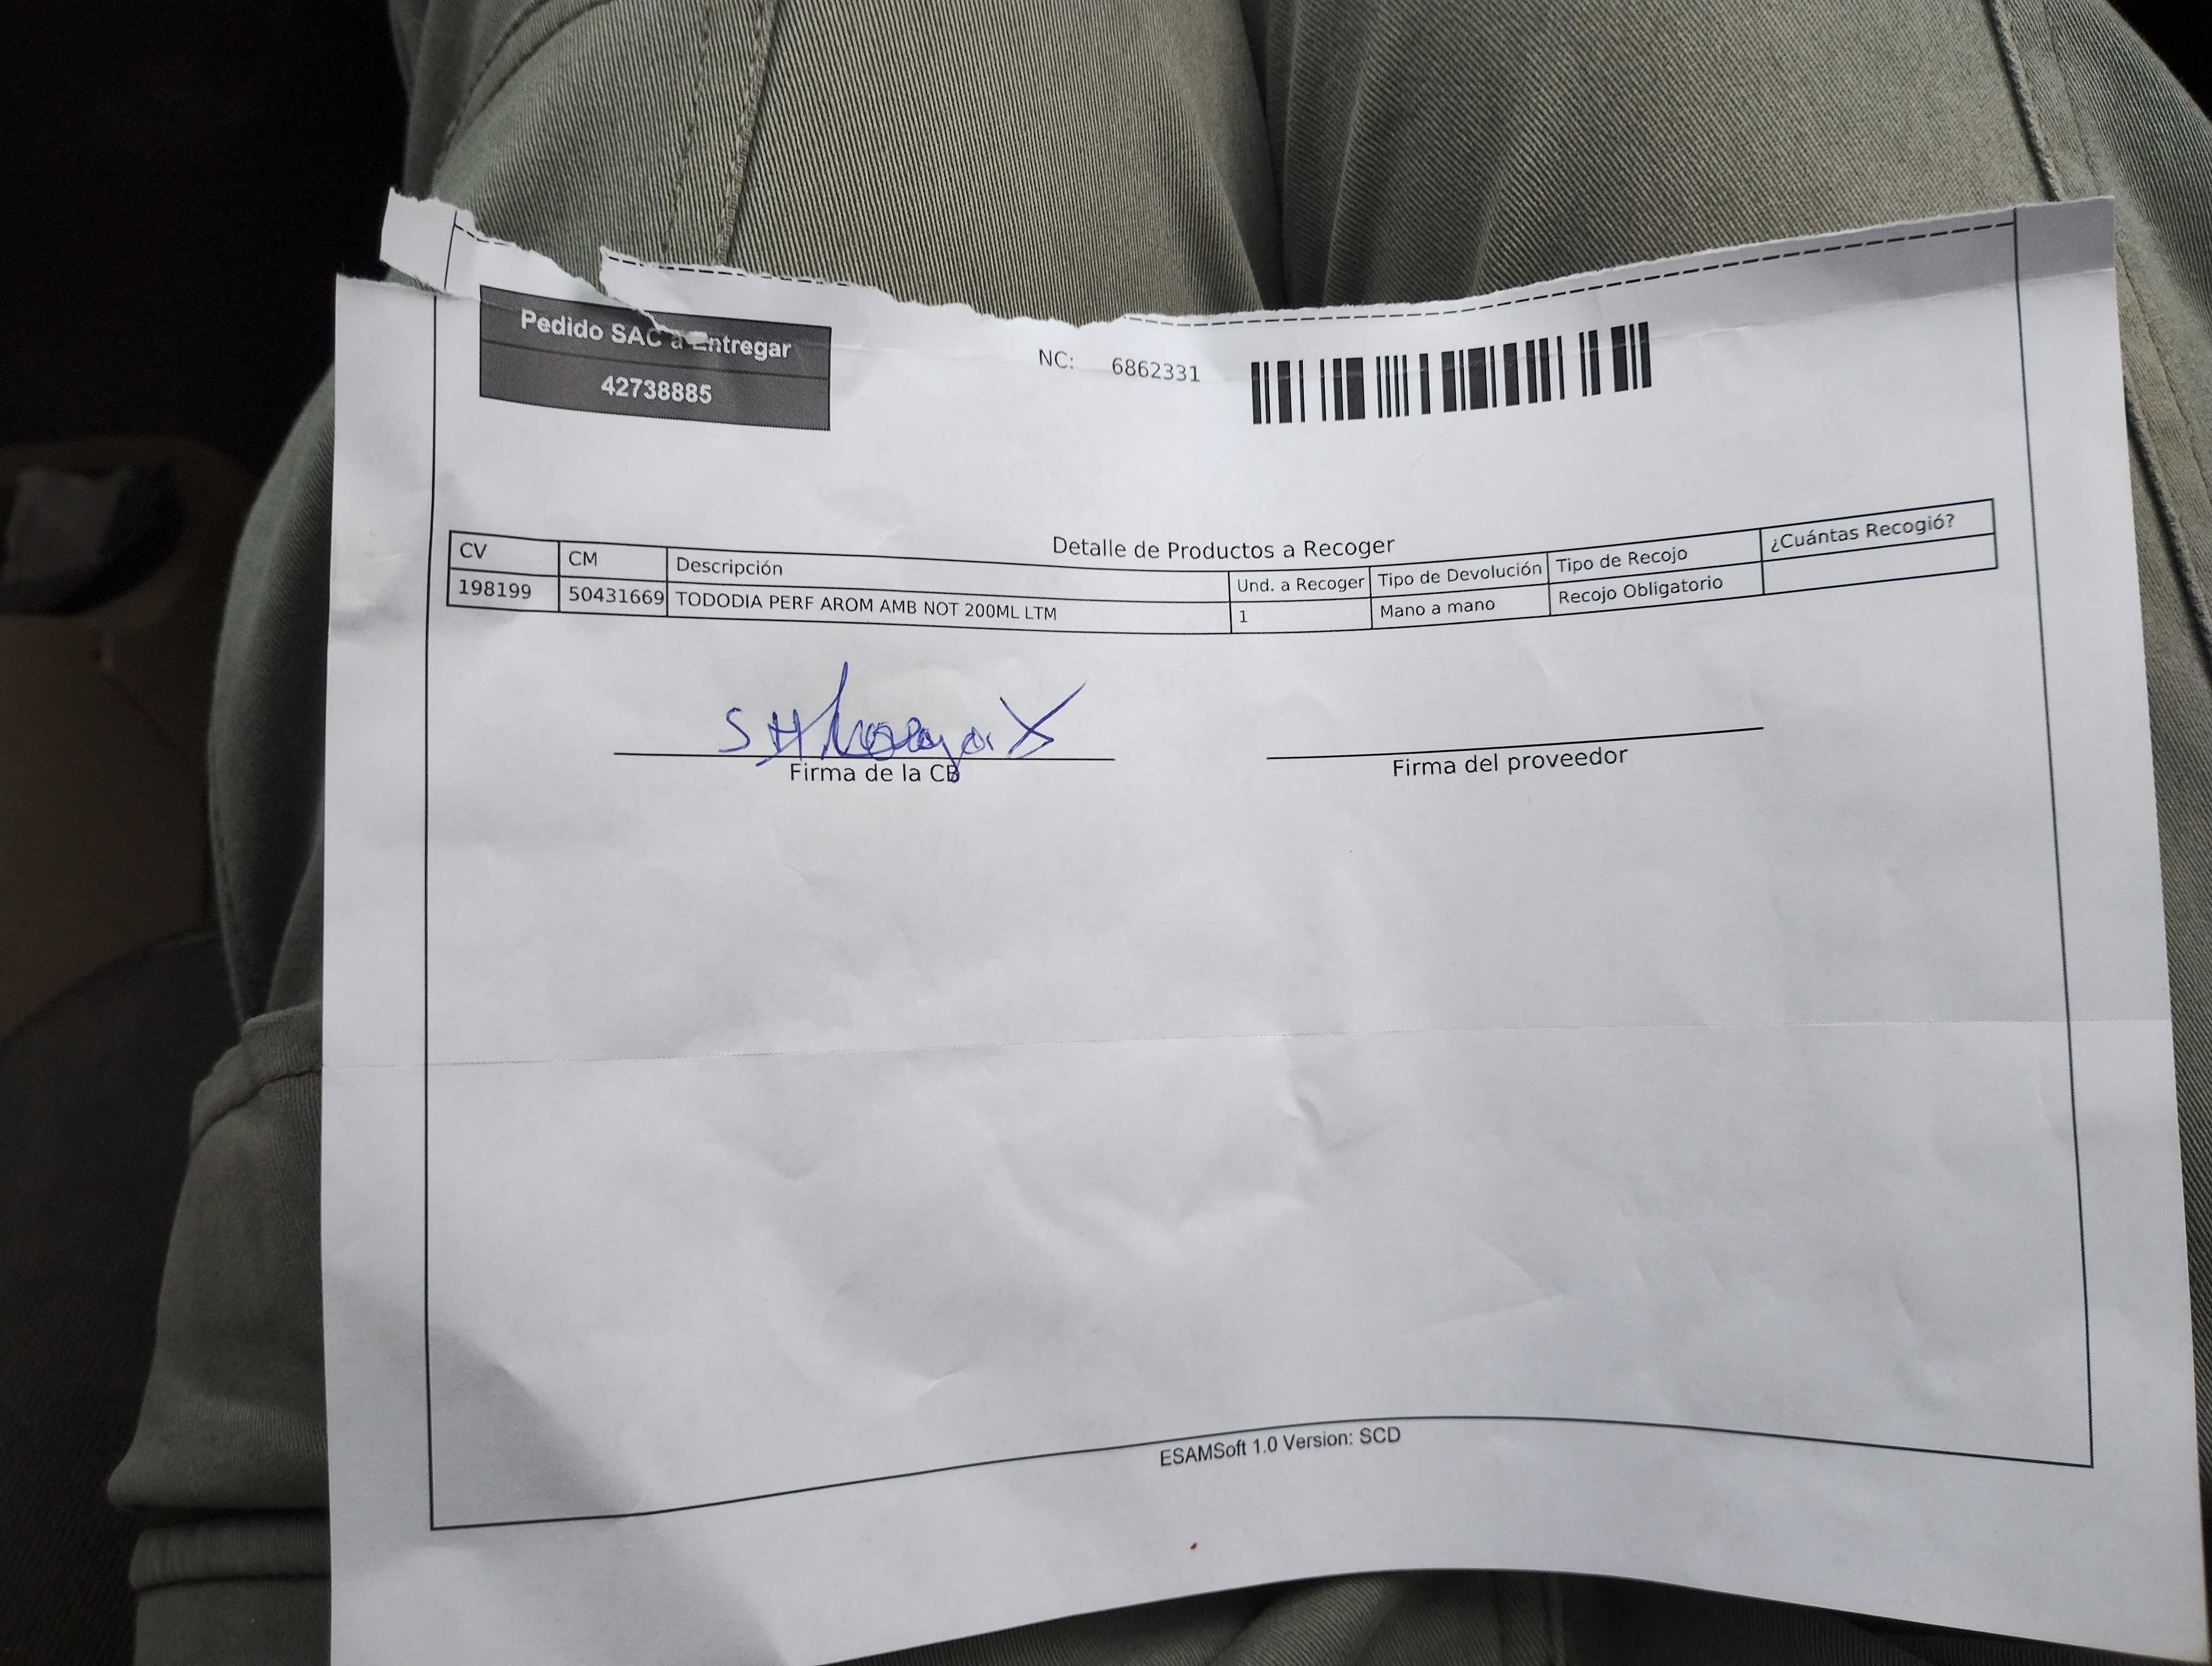 Pedido SAC a Entregar
42738885
NC: 6862331
Detalle de Productos a Recoger
CV CM Descripción Und. a Recoger Tipo de Devolución Tipo de Recojo ¿Cuántas Recogió?
198199 50431669 TODODIA PERF AROM AMB NOT 200ML LTM 1 Mano a mano Recojo Obligatorio
Firma de la CB Firma del proveedor
ESAMSoft 1.0 Version: SCD